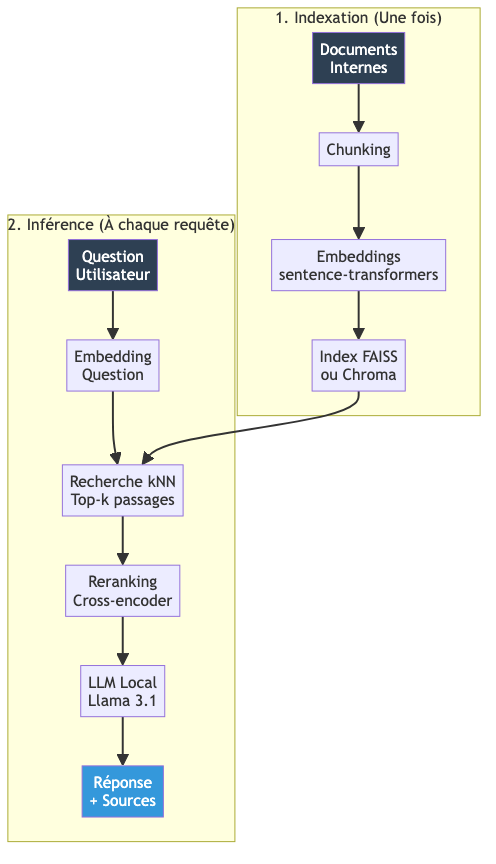 1. Indexation (Une fois)
Documents
Internes
Chunking
Embeddings
sentence-transformers
Index FAISS
ou Chroma
2. Inférence (À chaque requête)
Question
Utilisateur
Embedding
Question
Recherche kNN
Top-k passages
Reranking
Cross-encoder
LLM Local
Llama 3.1
Réponse
+ Sources